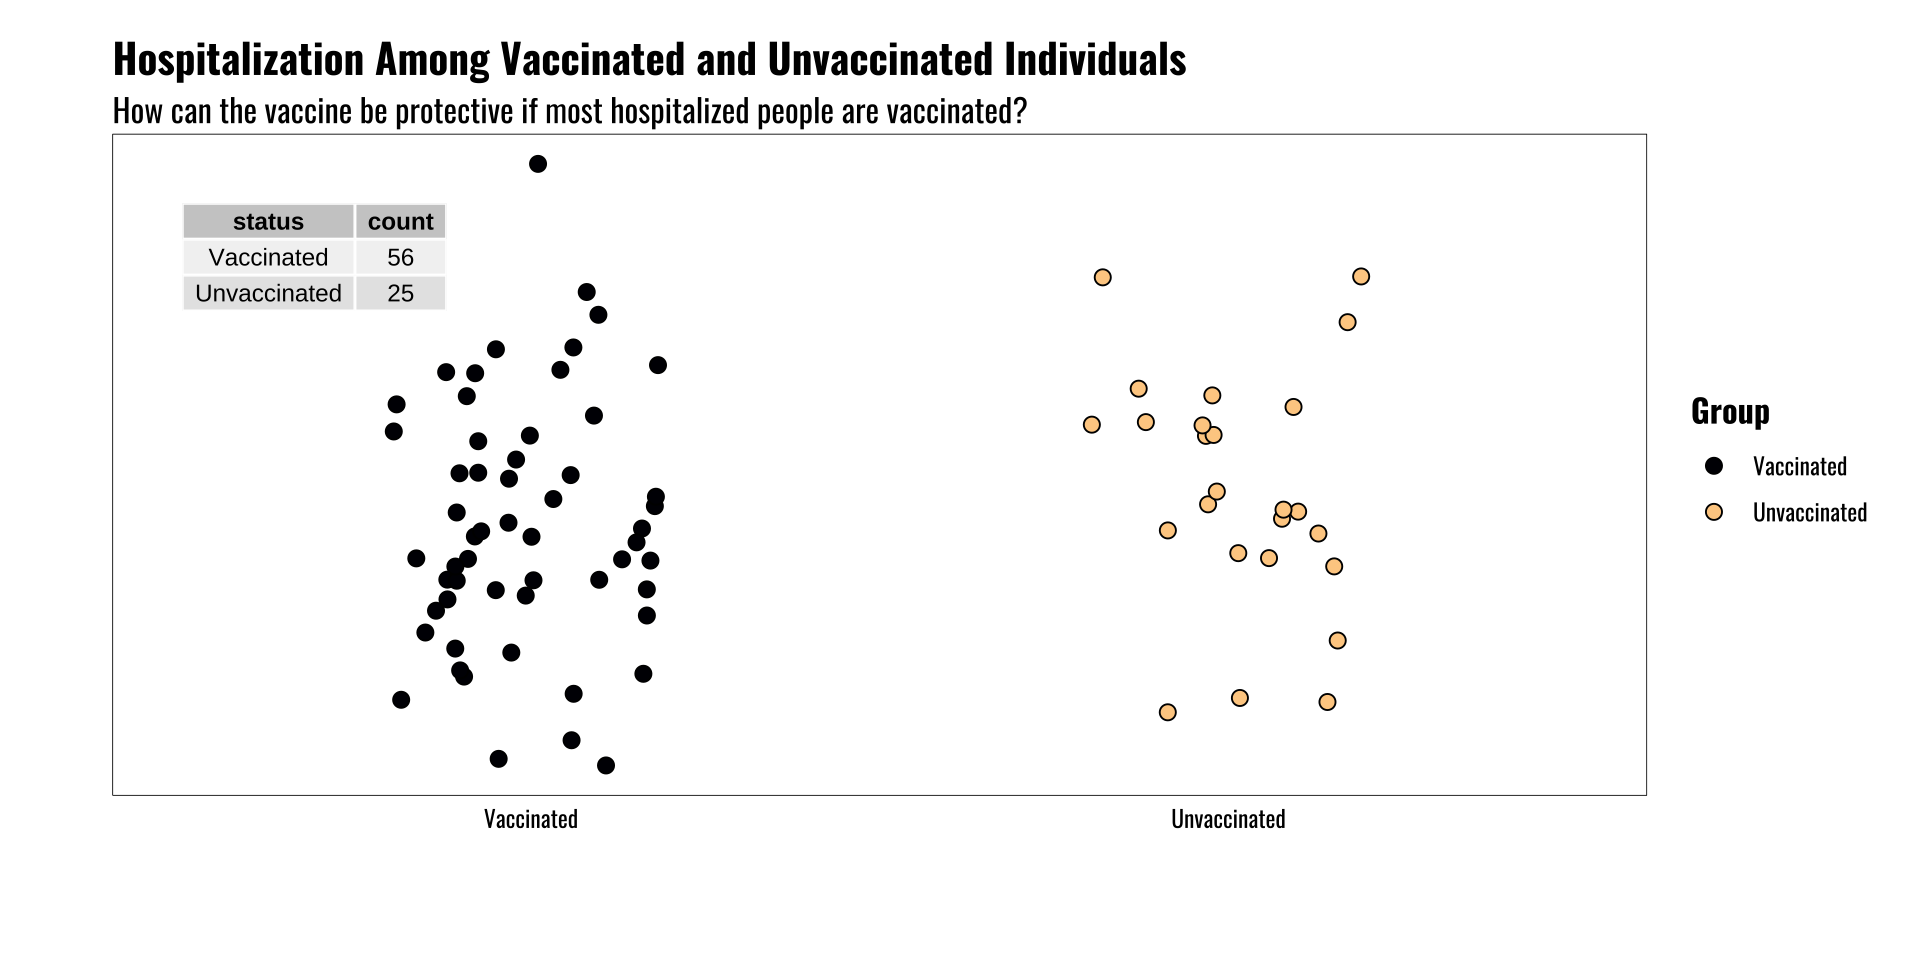 Hospitalization Among Vaccinated and Unvaccinated Individuals
How can the vaccine be protective if most hospitalized people are vaccinated?
status count
Vaccinated 56
Unvaccinated 25
Group
Vaccinated
Unvaccinated
Vaccinated
Unvaccinated